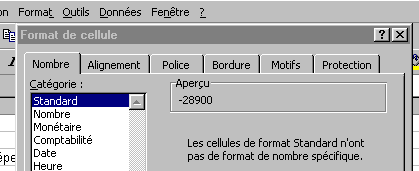 Format Outils Données Fenêtre ?
Format de cellule
Nombre Alignement Police Bordure Motifs Protection
Catégorie :
Standard
Nombre
Monétaire
Comptabilité
Date
Heure
Aperçu
-28900
Les cellules de format Standard n'ont
pas de format de nombre spécifique.